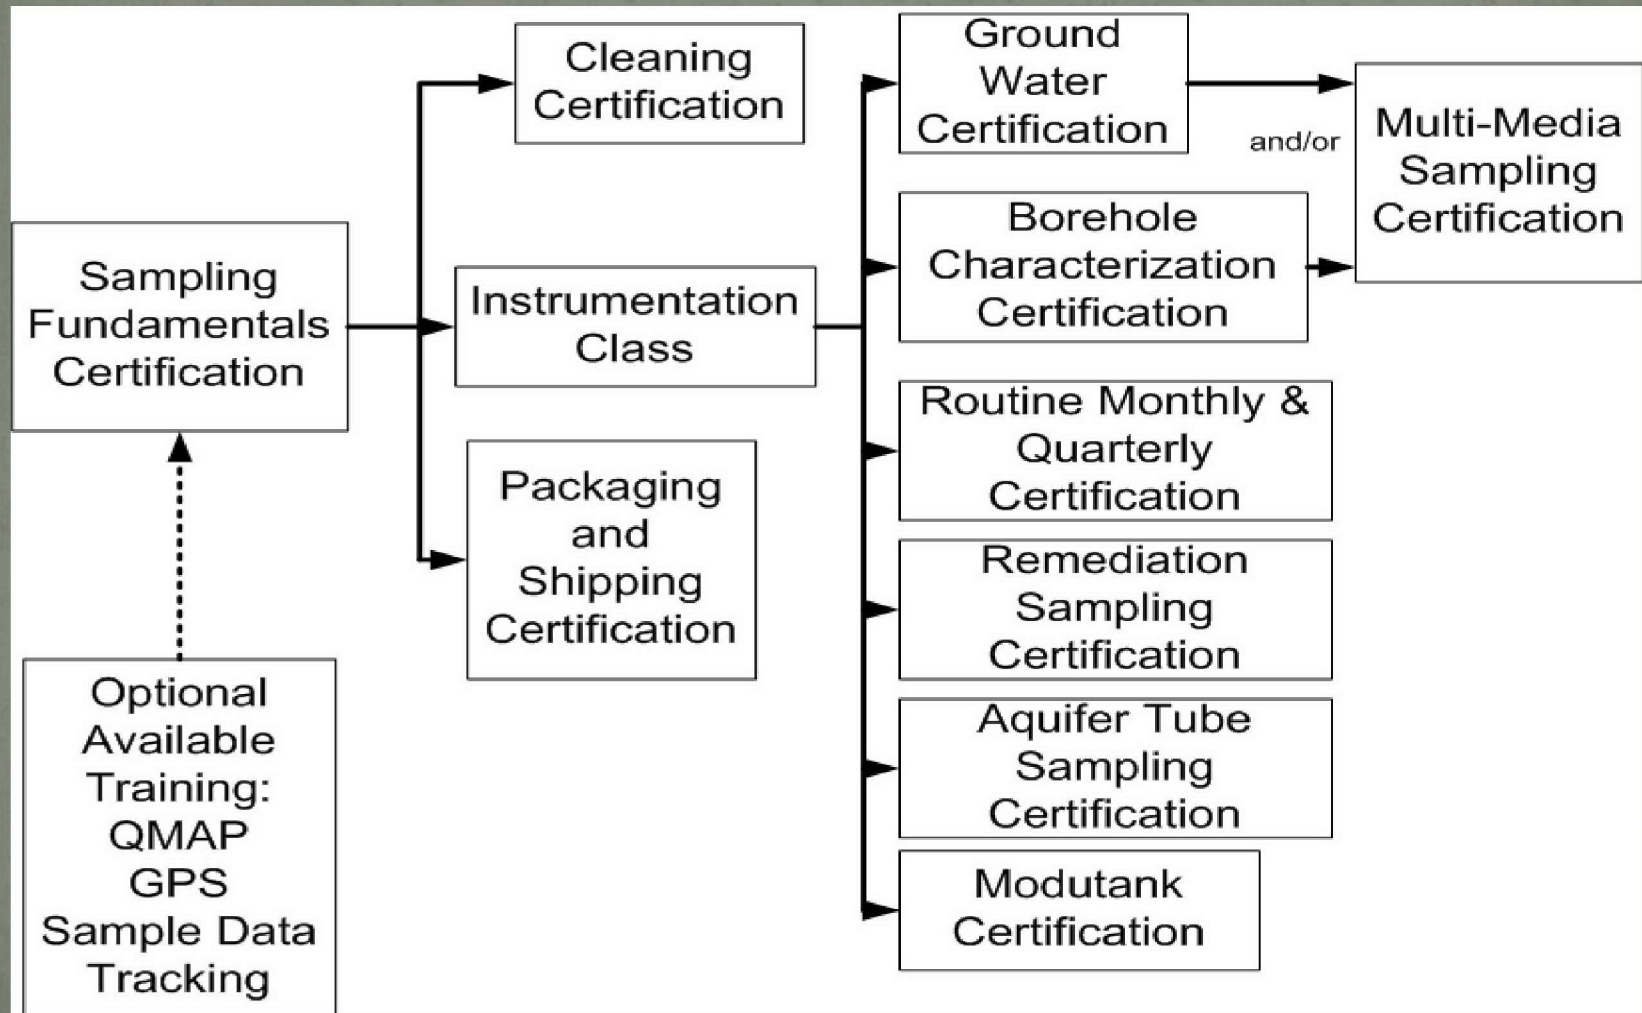 Cleaning
Certification
Ground
Water
Certification
and/or
Multi-Media
Sampling
Certification
Sampling
Fundamentals
Certification
Instrumentation
Class
Borehole
Characterization
Certification
Packaging
and
Shipping
Certification
Routine Monthly &
Quarterly
Certification
Remediation
Sampling
Certification
Optional
Available
Training:
QMAP
GPS
Sample Data
Tracking
Aquifer Tube
Sampling
Certification
Modutank
Certification